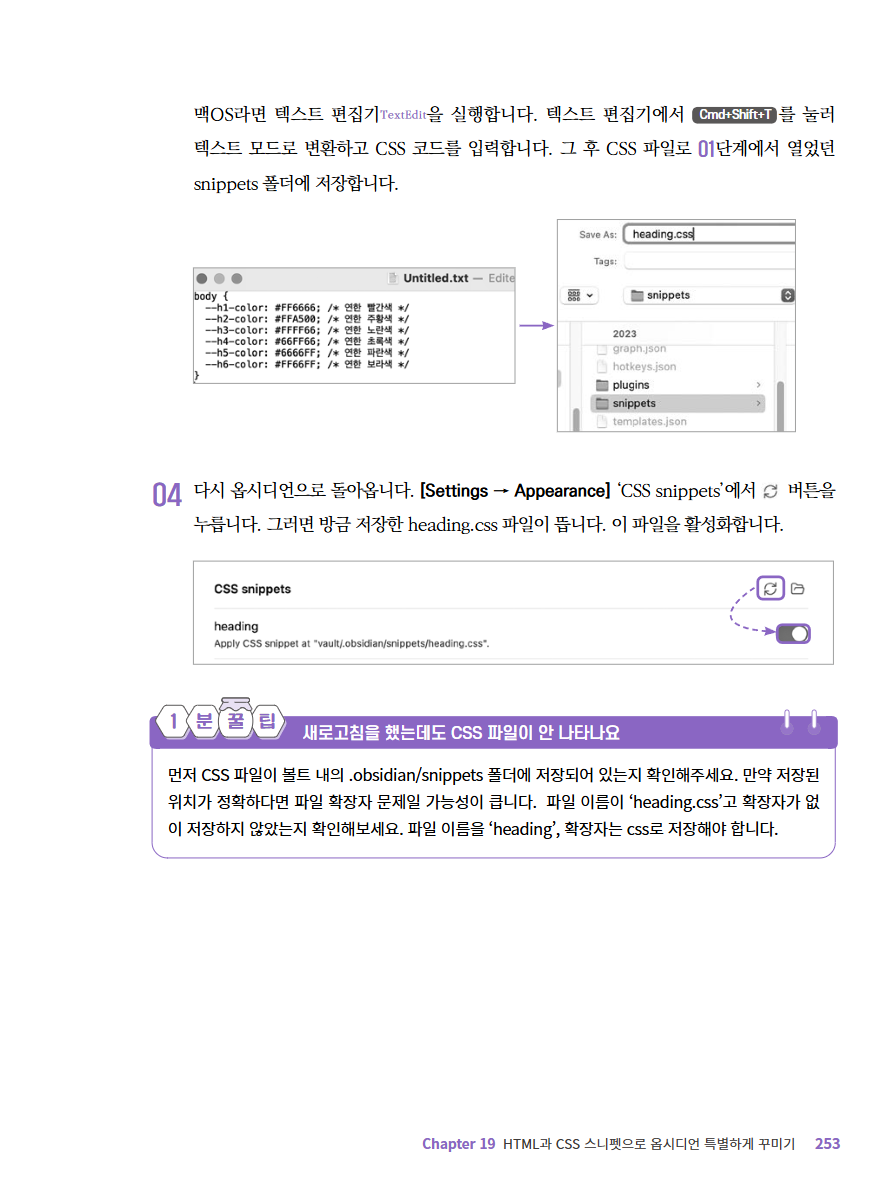 맥OS라면 텍스트 편집기TextEdit을 실행합니다. 텍스트 편집기에서 Cmd+Shift+T 를 눌러
텍스트 모드로 변환하고 CSS 코드를 입력합니다. 그 후 CSS 파일로 01단계에서 열었던
snippets 폴더에 저장합니다.
Untitled.txt — Edite
body {
--h1-color: #FF6666; /* 연한 빨간색 */
--h2-color: #FFA500; /* 연한 주황색 */
--h3-color: #FFFF66; /* 연한 노란색 */
--h4-color: #66FF66; /* 연한 초록색 */
--h5-color: #6666FF; /* 연한 파란색 */
--h6-color: #FF66FF; /* 연한 보라색 */
}
Save As: heading.css
Tags:
snippets
2023
graph.json
hotkeys.json
plugins
snippets
templates.json
04 다시 옵시디언으로 돌아옵니다. [Settings → Appearance] ‘CSS snippets’에서 버튼을
누릅니다. 그러면 방금 저장한 heading.css 파일이 뜹니다. 이 파일을 활성화합니다.
CSS snippets
heading
Apply CSS snippet at "vault/.obsidian/snippets/heading.css".
1분꿀팁 새로고침을 했는데도 CSS 파일이 안 나타나요
먼저 CSS 파일이 볼트 내의 .obsidian/snippets 폴더에 저장되어 있는지 확인해주세요. 만약 저장된
위치가 정확하다면 파일 확장자 문제일 가능성이 큽니다. 파일 이름이 ‘heading.css’고 확장자가 없
이 저장하지 않았는지 확인해보세요. 파일 이름을 ‘heading’, 확장자는 css로 저장해야 합니다.
Chapter 19 HTML과 CSS 스니펫으로 옵시디언 특별하게 꾸미기 253